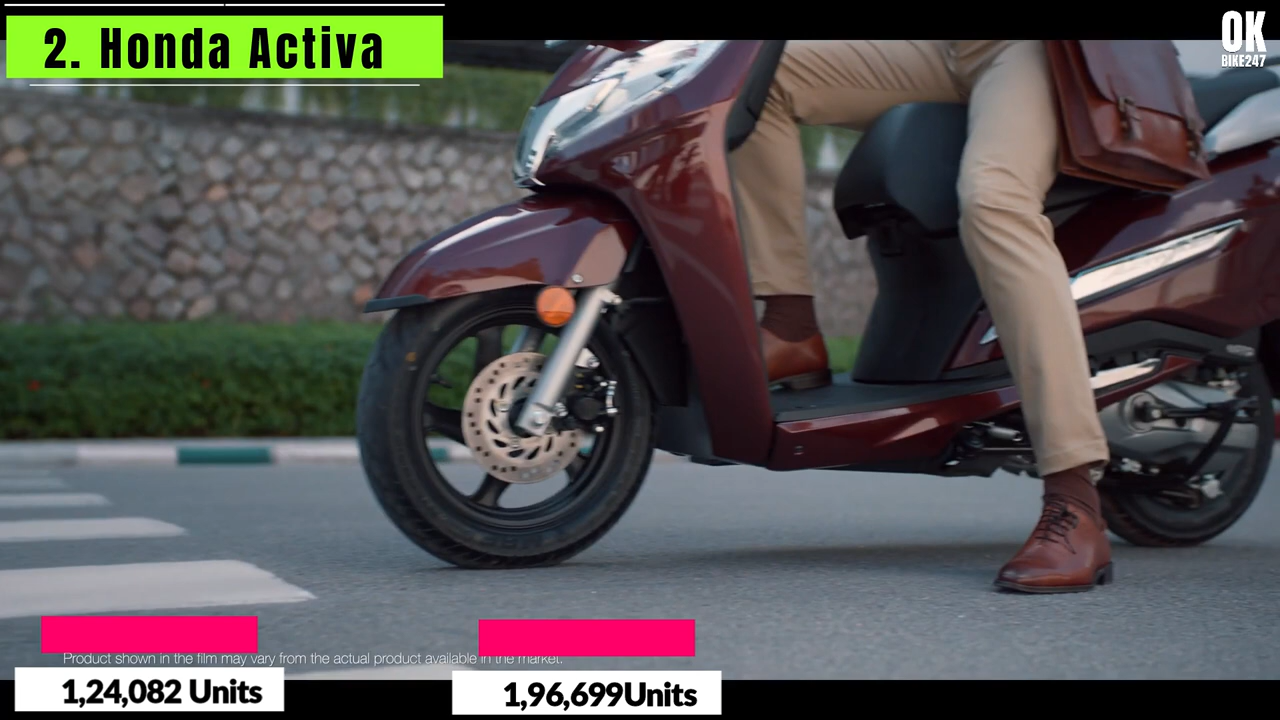 2. Honda Activa
OK
BIKE247
Product shown in the film may vary from the actual product available in the market.
1,24,082 Units
1,96,699Units